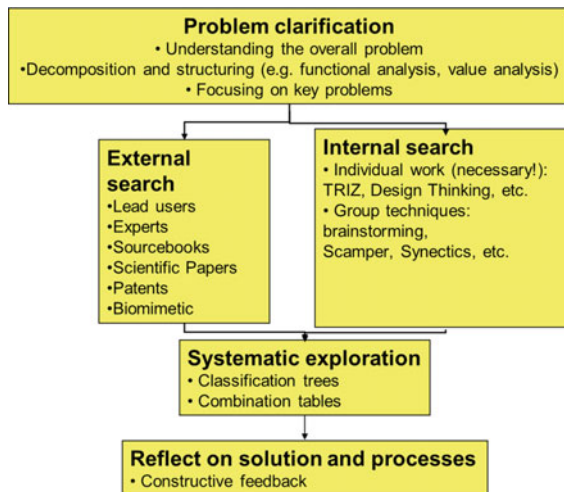 Problem clarification
• Understanding the overall problem
•Decomposition and structuring (e.g. functional analysis, value analysis)
• Focusing on key problems
External
search
•Lead users
•Experts
•Sourcebooks
•Scientific Papers
•Patents
•Biomimetic
Internal search
• Individual work (necessary!):
TRIZ, Design Thinking, etc.
• Group techniques:
brainstorming,
Scamper, Synectics, etc.
Systematic exploration
• Classification trees
• Combination tables
Reflect on solution and processes
• Constructive feedback